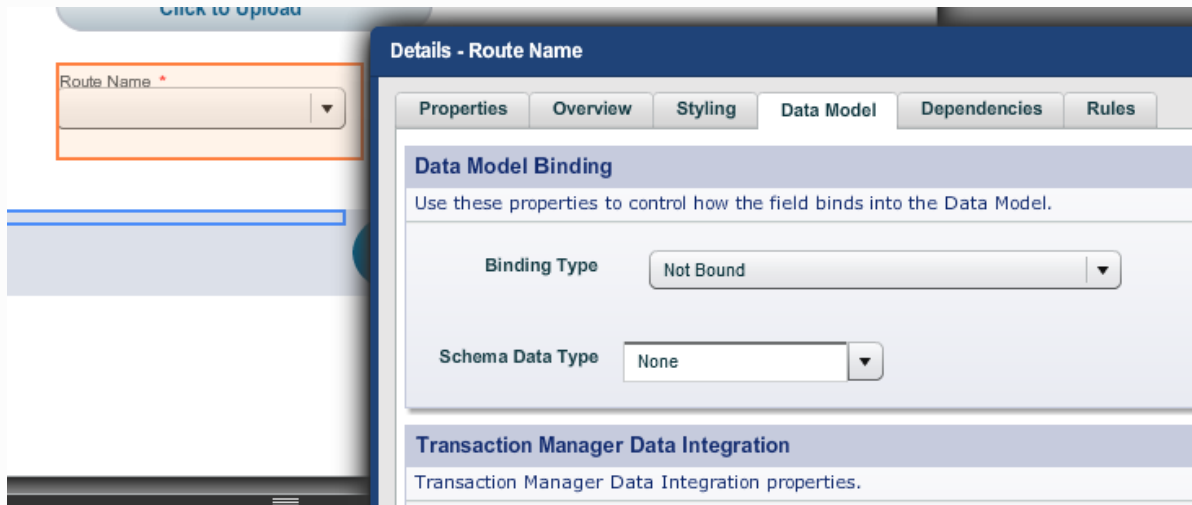 Click to Upload
Details - Route Name
Route Name *
Properties Overview Styling Data Model Dependencies Rules
Data Model Binding
Use these properties to control how the field binds into the Data Model.
Binding Type Not Bound
Schema Data Type None
Transaction Manager Data Integration
Transaction Manager Data Integration properties.